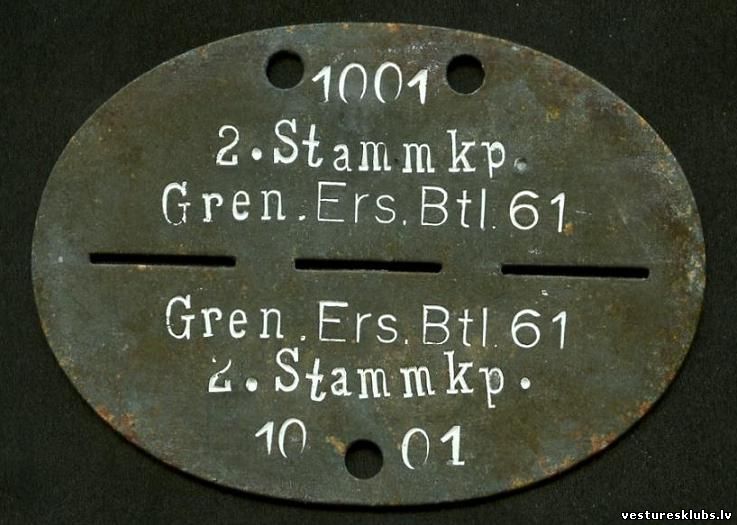 1001
2. Stammkp.
Gren. Ers. Btl. 61
Gren. Ers. Btl. 61
2. Stammkp.
10 01
vesturesklubs.lv